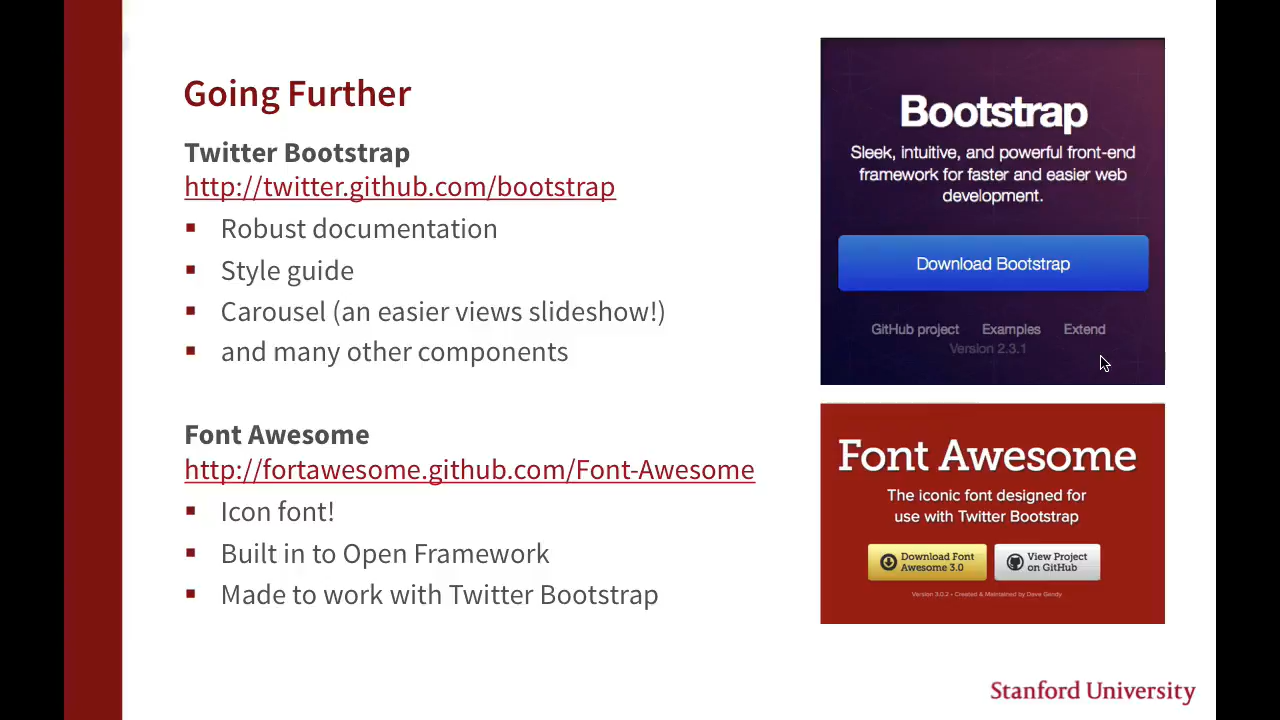 Going Further
Twitter Bootstrap
http://twitter.github.com/bootstrap
Robust documentation
Style guide
Carousel (an easier views slideshow!)
and many other components
Font Awesome
http://fortawesome.github.com/Font-Awesome
Icon font!
Built in to Open Framework
Made to work with Twitter Bootstrap
Bootstrap
Sleek, intuitive, and powerful front-end
framework for faster and easier web
development.
Download Bootstrap
GitHub project Examples Extend
Version 2.3.1
Font Awesome
The iconic font designed for
use with Twitter Bootstrap
Download Font
Awesome 3.0
View Project
on GitHub
Version 3.0.2 • Created & Maintained by Dave Gandy
Stanford University